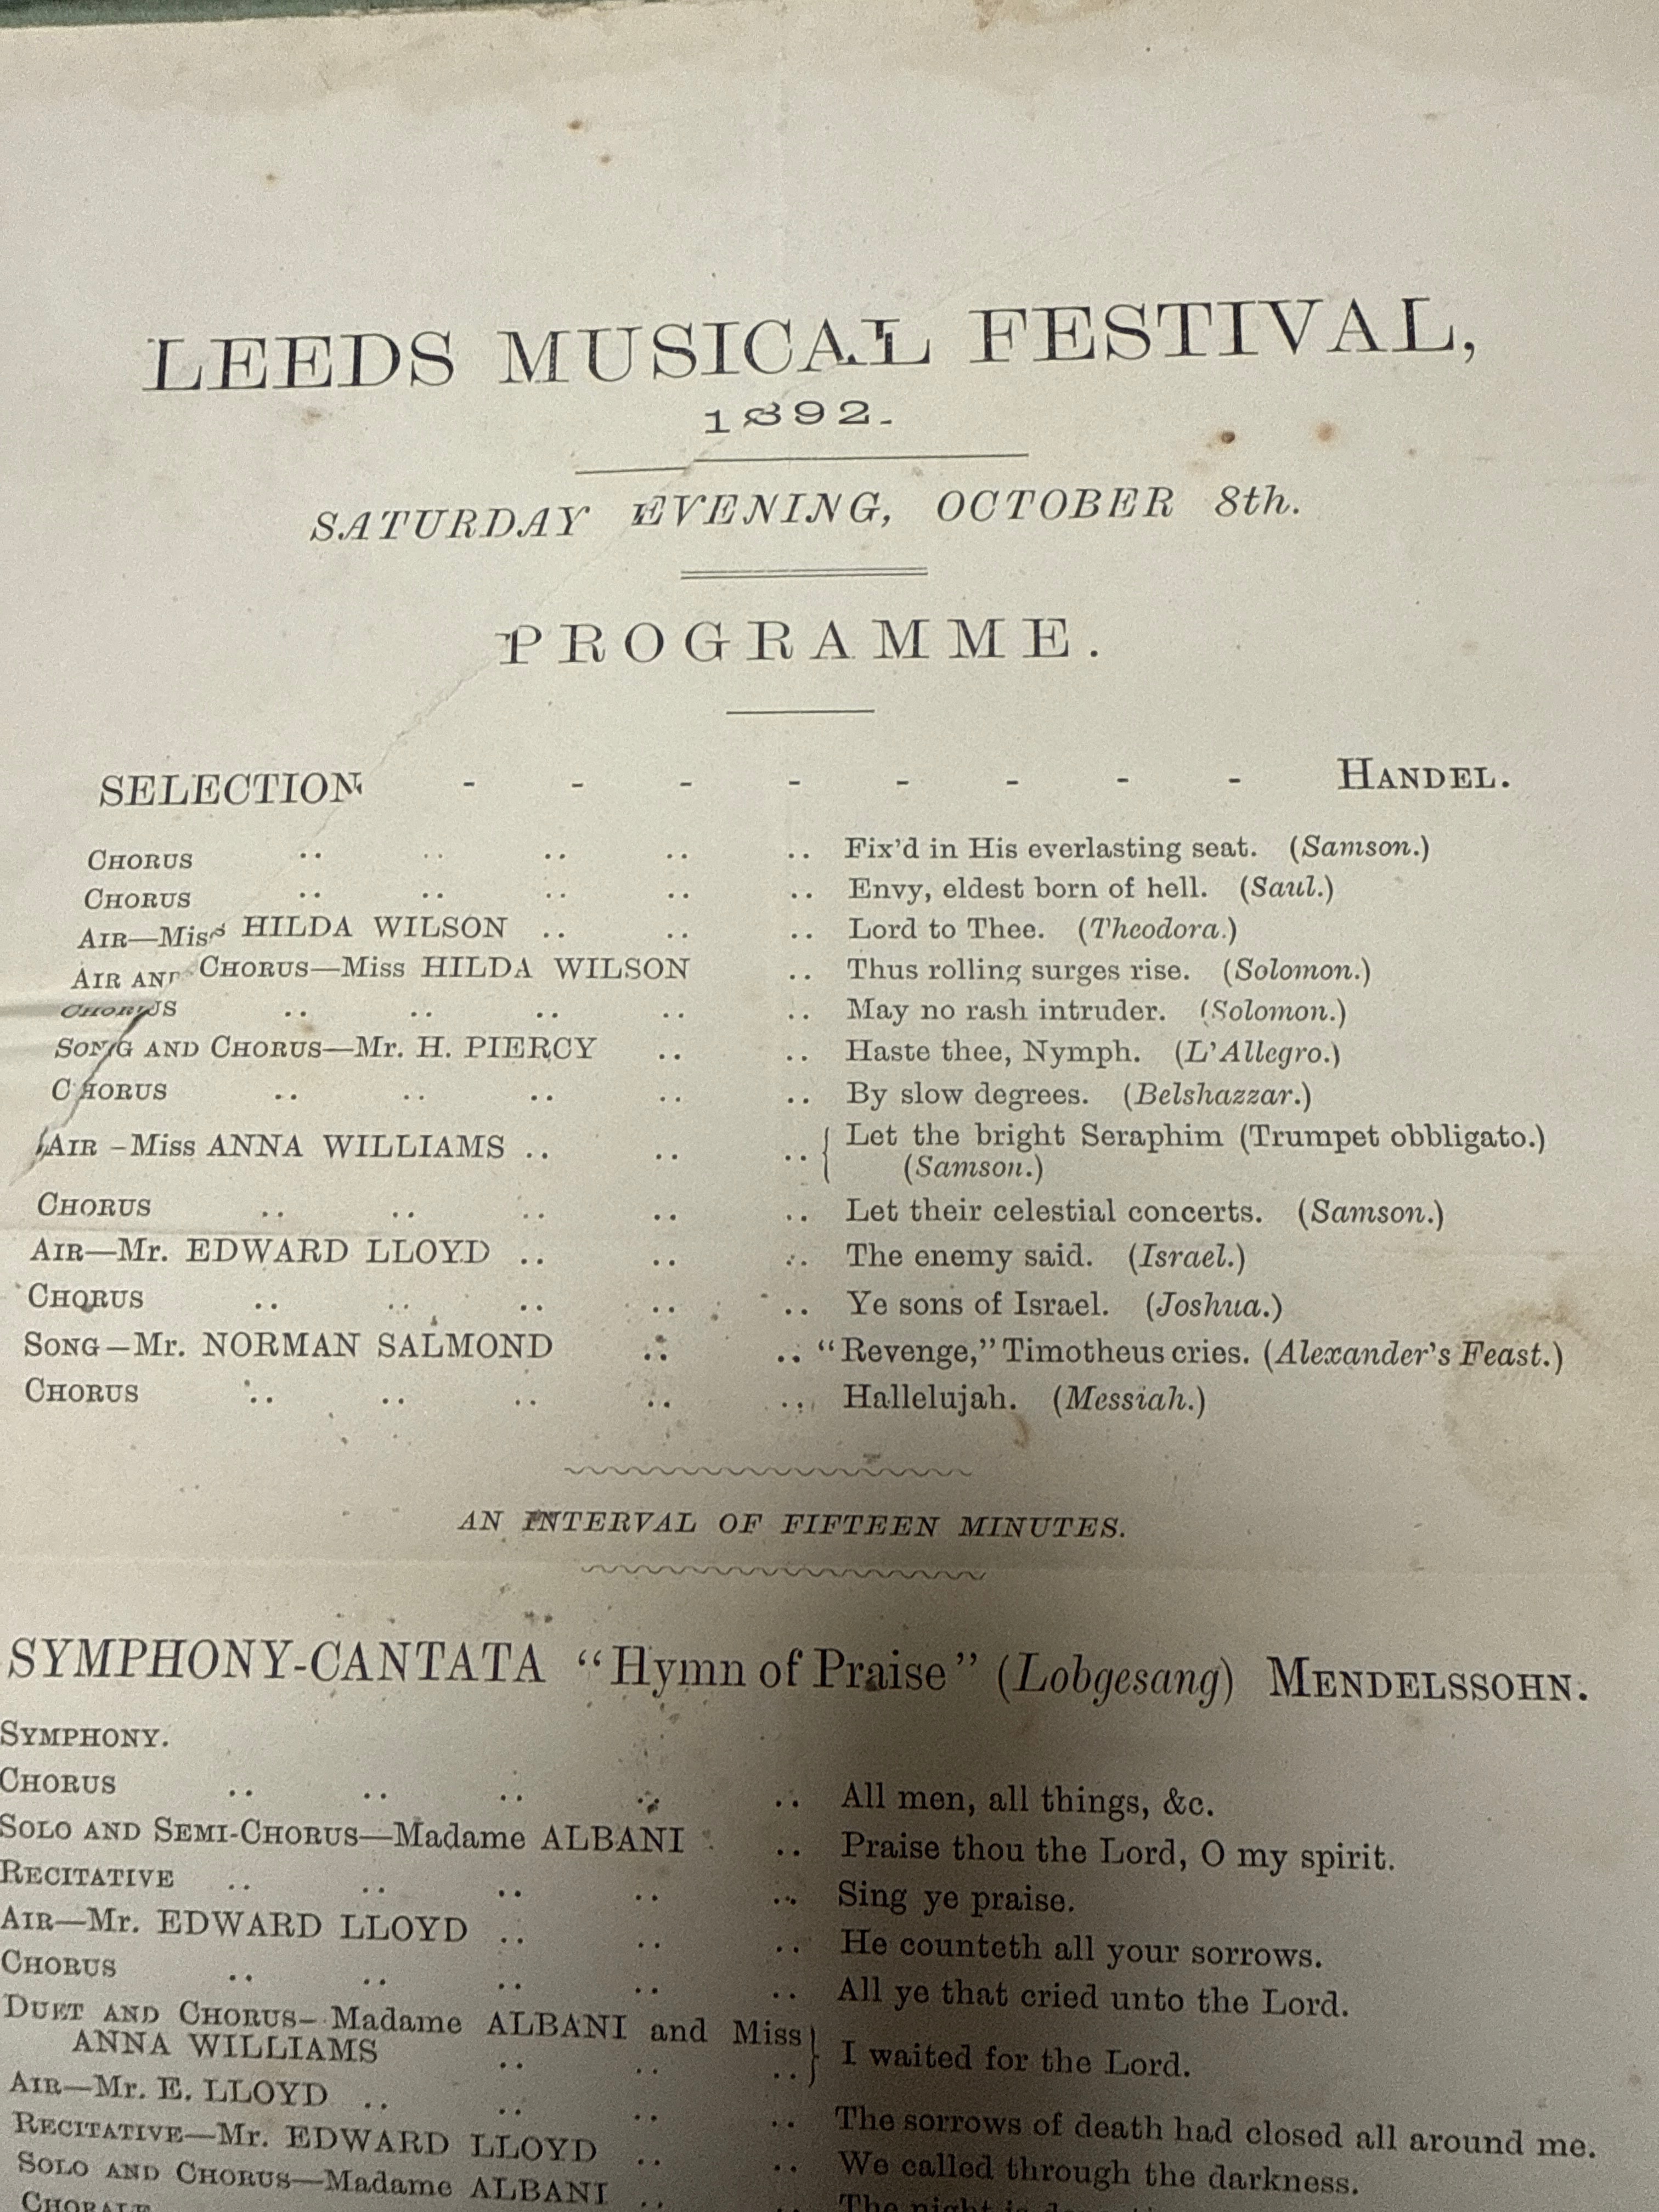 LEEDS MUSICAL FESTIVAL,
1892.
SATURDAY EVENING, OCTOBER 8th.
PROGRAMME.
SELECTION - - - - - - - - HANDEL.
CHORUS .. .. .. .. .. Fix'd in His everlasting seat. (Samson.)
CHORUS .. .. .. .. .. Envy, eldest born of hell. (Saul.)
AIR—Miss HILDA WILSON .. .. .. Lord to Thee. (Theodora.)
AIR AND CHORUS—Miss HILDA WILSON .. Thus rolling surges rise. (Solomon.)
CHORUS .. .. .. .. .. May no rash intruder. (Solomon.)
SONG AND CHORUS—Mr. H. PIERCY .. .. Haste thee, Nymph. (L'Allegro.)
CHORUS .. .. .. .. .. By slow degrees. (Belshazzar.)
AIR –Miss ANNA WILLIAMS .. .. .. { Let the bright Seraphim (Trumpet obbligato.)
(Samson.)
CHORUS .. .. .. .. .. Let their celestial concerts. (Samson.)
AIR—Mr. EDWARD LLOYD .. .. .. The enemy said. (Israel.)
CHORUS .. .. .. .. .. Ye sons of Israel. (Joshua.)
SONG—Mr. NORMAN SALMOND .. .. "Revenge," Timotheus cries. (Alexander's Feast.)
CHORUS .. .. .. .. .. Hallelujah. (Messiah.)
AN INTERVAL OF FIFTEEN MINUTES.
SYMPHONY-CANTATA "Hymn of Praise" (Lobgesang) MENDELSSOHN.
SYMPHONY.
CHORUS .. .. .. .. .. All men, all things, &c.
SOLO AND SEMI-CHORUS—Madame ALBANI .. Praise thou the Lord, O my spirit.
RECITATIVE .. .. .. .. .. Sing ye praise.
AIR—Mr. EDWARD LLOYD .. .. .. He counteth all your sorrows.
CHORUS .. .. .. .. .. All ye that cried unto the Lord.
DUET AND CHORUS—Madame ALBANI and Miss
ANNA WILLIAMS .. .. .. } I waited for the Lord.
AIR—Mr. E. LLOYD .. .. .. .. The sorrows of death had closed all around me.
RECITATIVE—Mr. EDWARD LLOYD .. .. We called through the darkness.
SOLO AND CHORUS—Madame ALBANI .. .. The night is
CHORALE